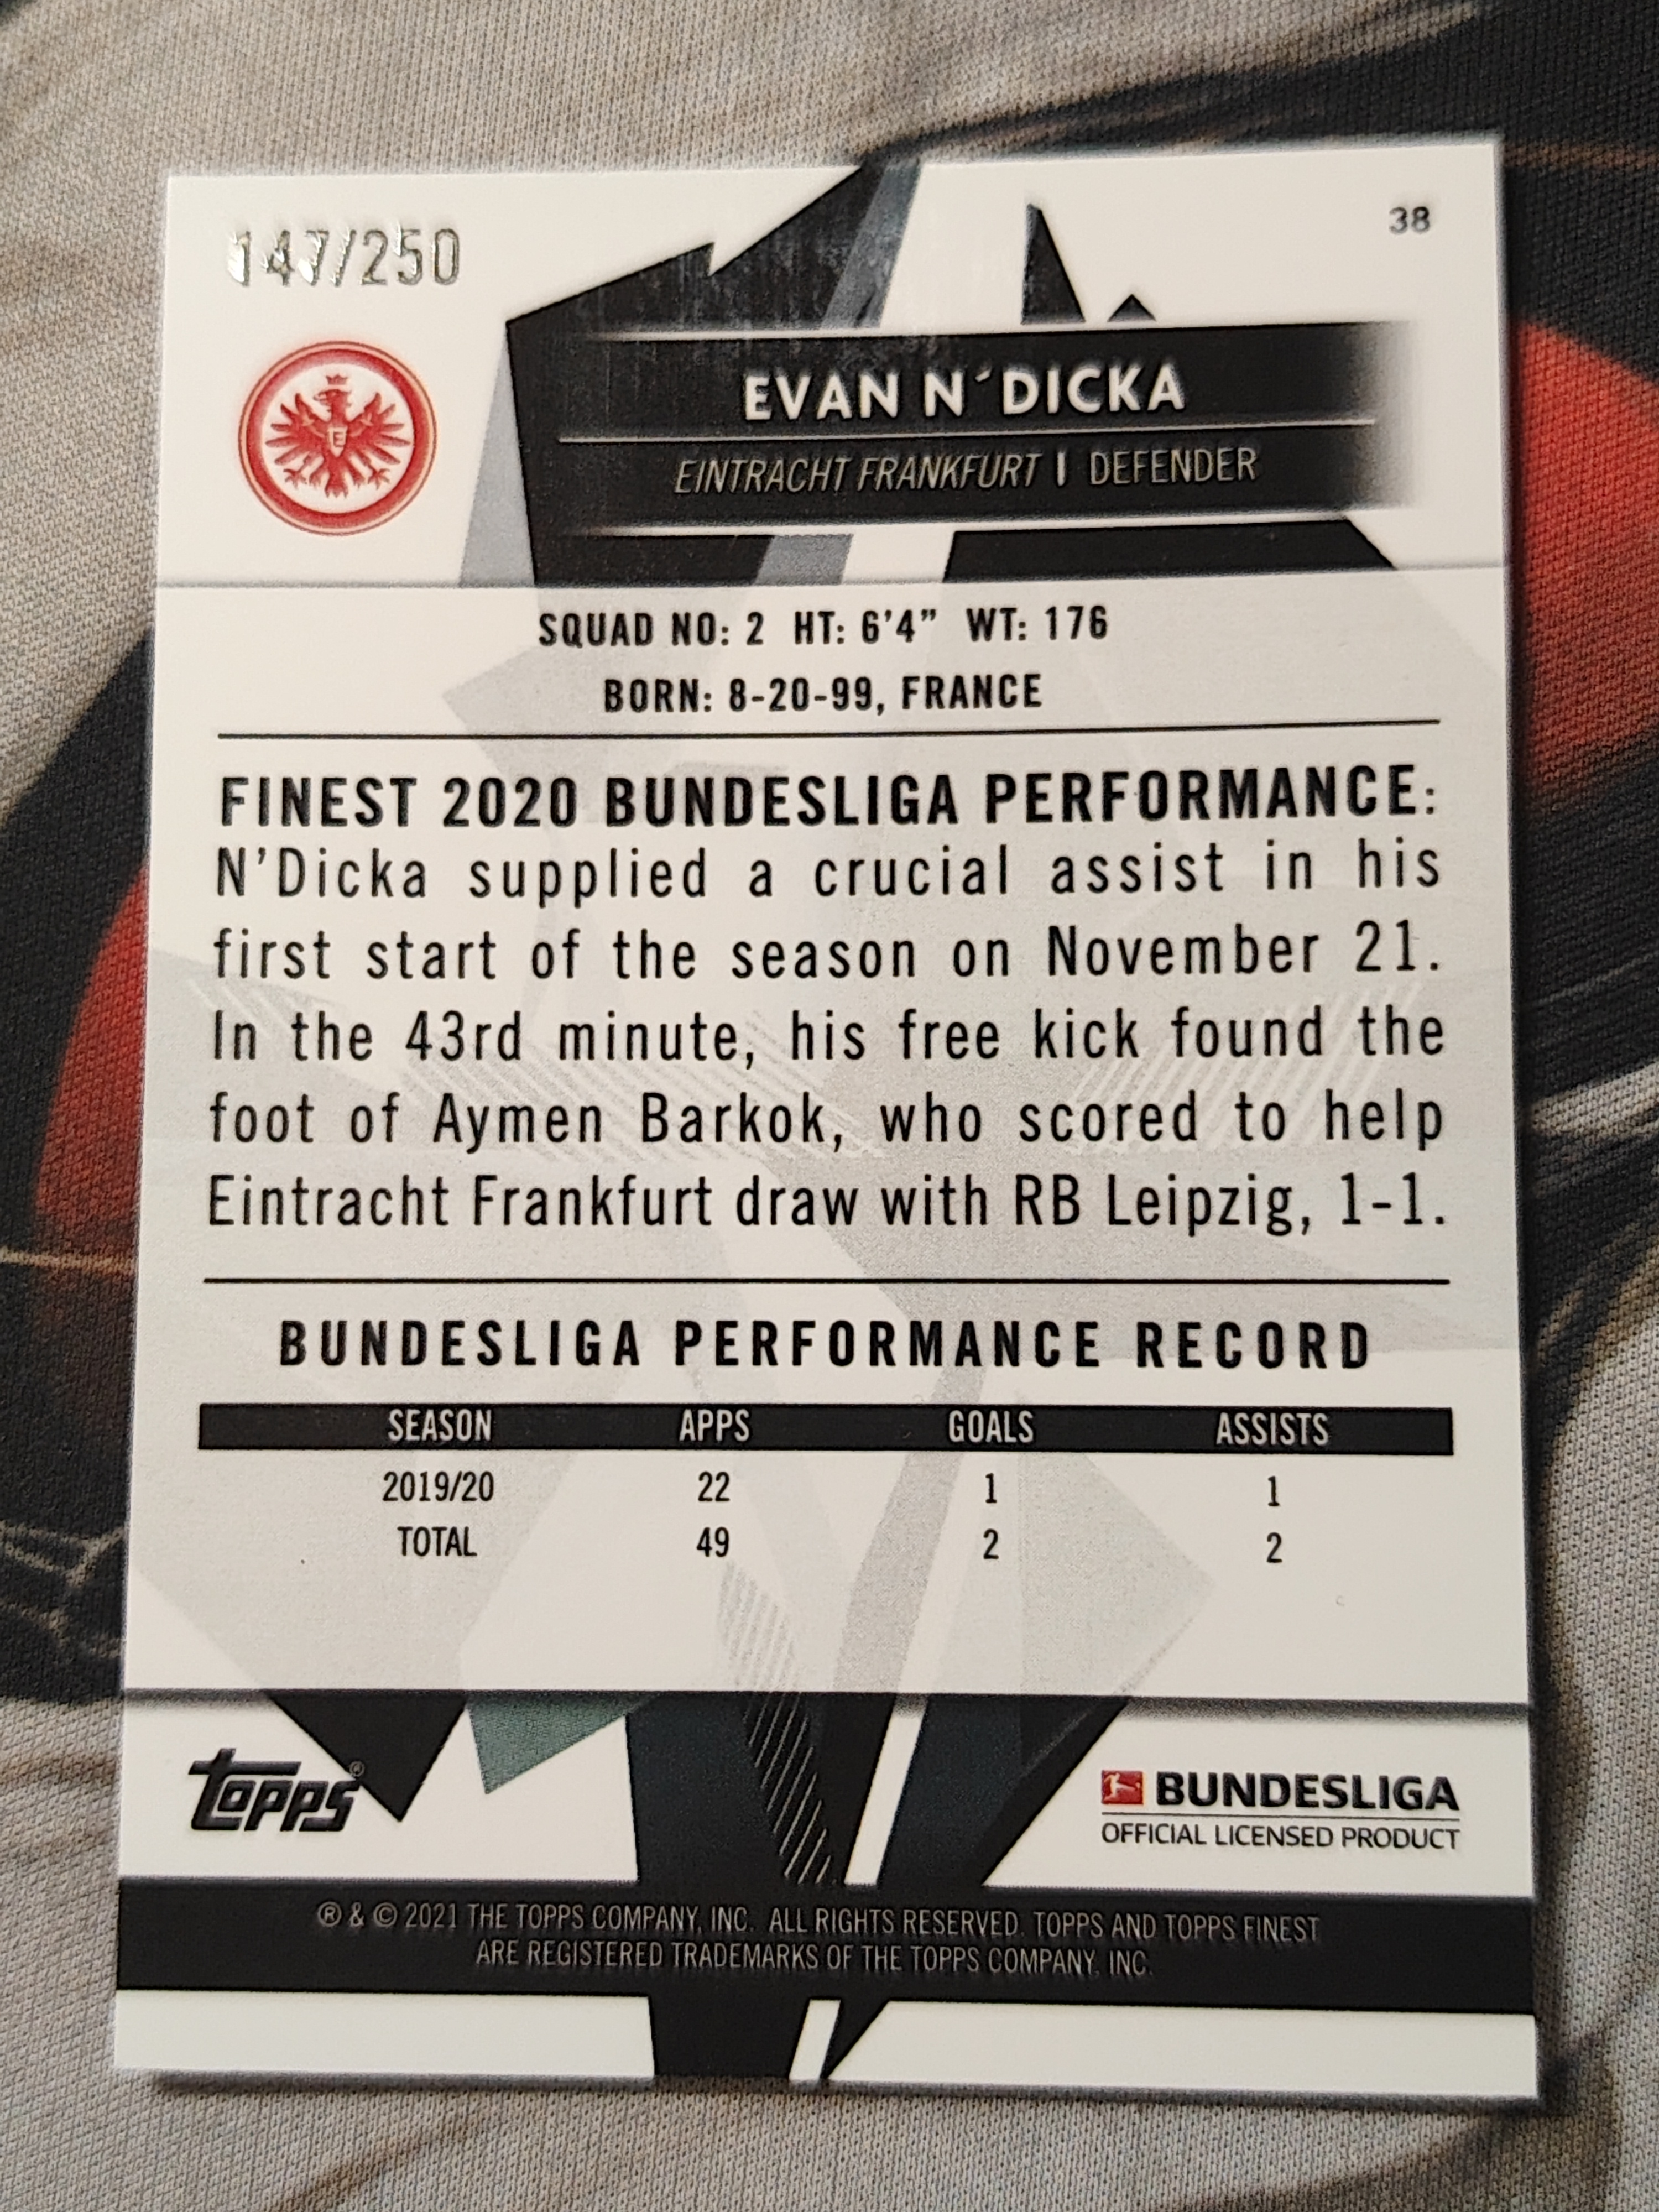 147/250
38
EVAN N´DICKA
EINTRACHT FRANKFURT | DEFENDER
SQUAD NO: 2 HT: 6'4" WT: 176
BORN: 8-20-99, FRANCE
FINEST 2020 BUNDESLIGA PERFORMANCE:
N'Dicka supplied a crucial assist in his
first start of the season on November 21.
In the 43rd minute, his free kick found the
foot of Aymen Barkok, who scored to help
Eintracht Frankfurt draw with RB Leipzig, 1-1.
BUNDESLIGA PERFORMANCE RECORD
SEASON APPS GOALS ASSISTS
2019/20 22 1 1
TOTAL 49 2 2
topps®
BUNDESLIGA
OFFICIAL LICENSED PRODUCT
® & © 2021 THE TOPPS COMPANY, INC. ALL RIGHTS RESERVED. TOPPS AND TOPPS FINEST
ARE REGISTERED TRADEMARKS OF THE TOPPS COMPANY, INC.